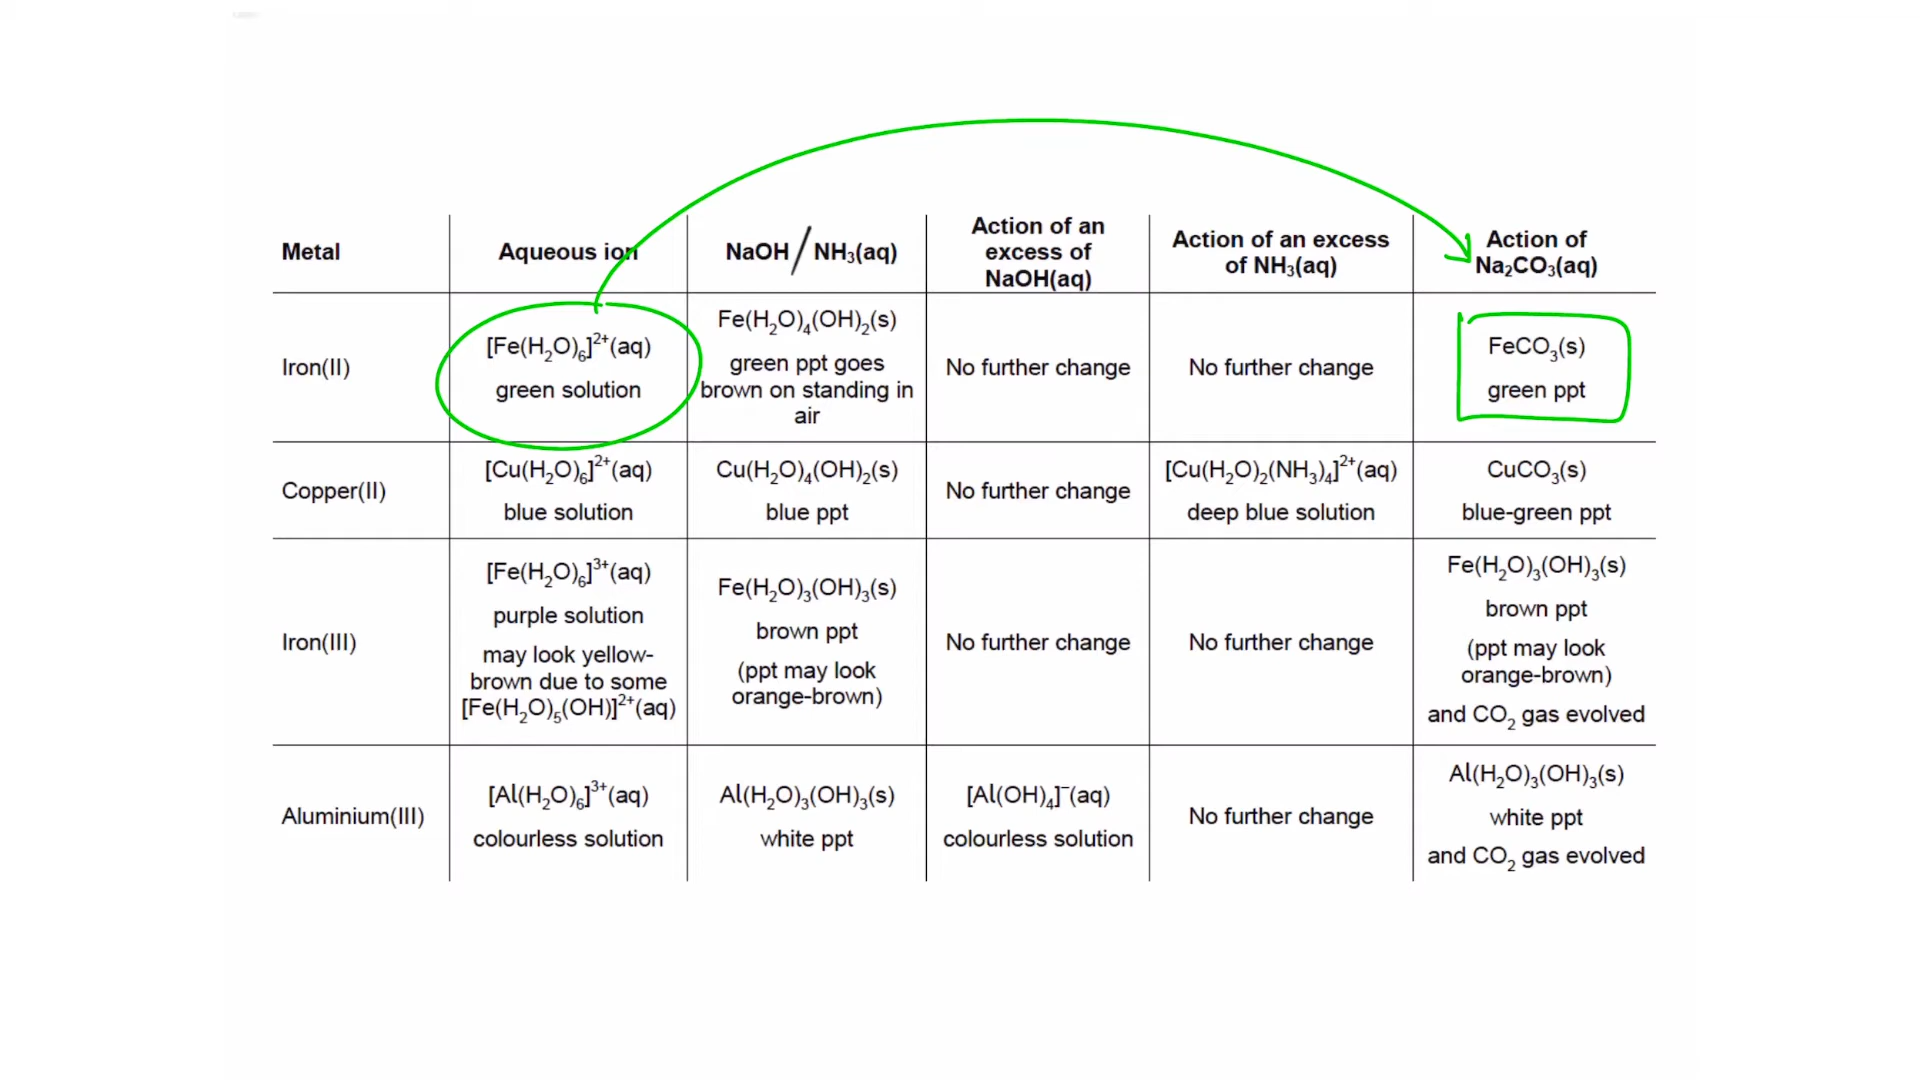 Metal
Aqueous ion
NaOH / NH₃(aq)
Action of an
excess of
NaOH(aq)
Action of an excess
of NH₃(aq)
Action of
Na₂CO₃(aq)
Iron(II)
[Fe(H₂O)₆]²⁺(aq)
green solution
Fe(H₂O)₄(OH)₂(s)
green ppt goes
brown on standing in
air
No further change
No further change
FeCO₃(s)
green ppt
Copper(II)
[Cu(H₂O)₆]²⁺(aq)
blue solution
Cu(H₂O)₄(OH)₂(s)
blue ppt
No further change
[Cu(H₂O)₂(NH₃)₄]²⁺(aq)
deep blue solution
CuCO₃(s)
blue-green ppt
Iron(III)
[Fe(H₂O)₆]³⁺(aq)
purple solution
may look yellow-
brown due to some
[Fe(H₂O)₅(OH)]²⁺(aq)
Fe(H₂O)₃(OH)₃(s)
brown ppt
(ppt may look
orange-brown)
No further change
No further change
Fe(H₂O)₃(OH)₃(s)
brown ppt
(ppt may look
orange-brown)
and CO₂ gas evolved
Aluminium(III)
[Al(H₂O)₆]³⁺(aq)
colourless solution
Al(H₂O)₃(OH)₃(s)
white ppt
[Al(OH)₄]⁻(aq)
colourless solution
No further change
Al(H₂O)₃(OH)₃(s)
white ppt
and CO₂ gas evolved